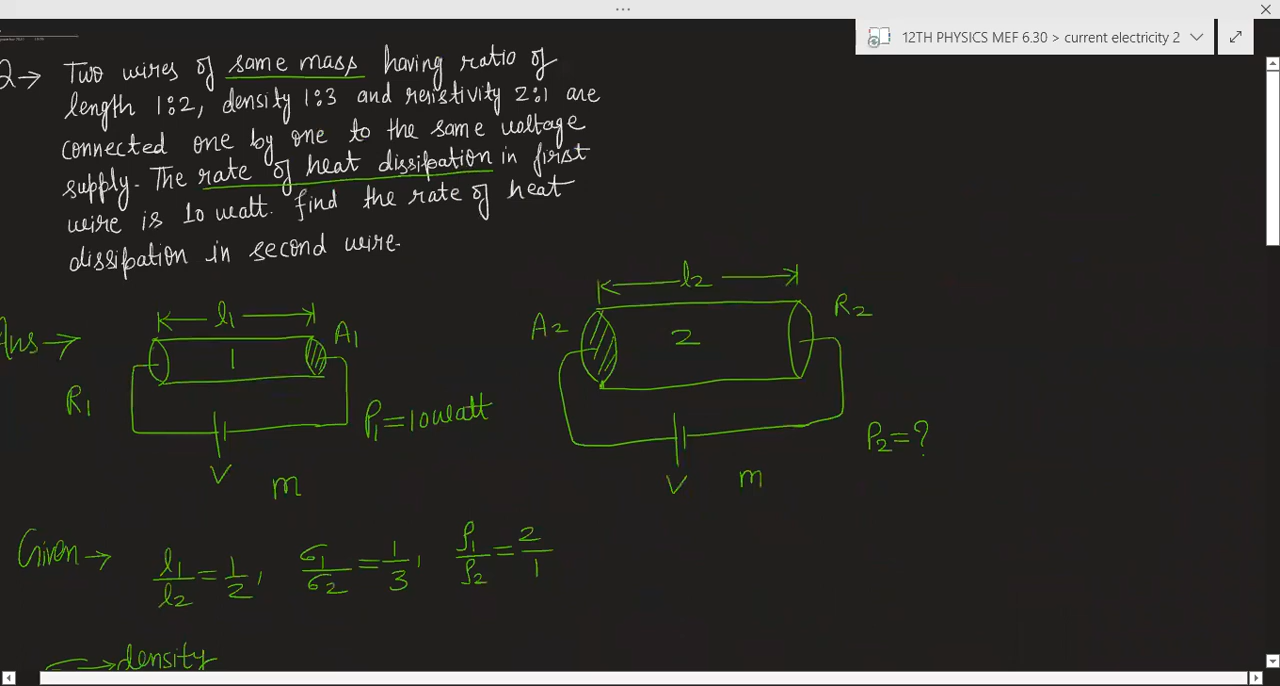 12TH PHYSICS MEF 6.30 > current electricity 2
Two wires of same mass having ratio of
length 1:2, density 1:3 and resistivity 2:1 are
connected one by one to the same voltage
supply. The rate of heat dissipation in first
wire is 10 watt. find the rate of heat
dissipation in second wire.
Ans →
l1
A1
1
R1
P1=10watt
V
m
l2
A2
R2
2
P2=?
V
m
Given → l1/l2 = 1/2, σ1/σ2 = 1/3, ρ1/ρ2 = 2/1
→ density